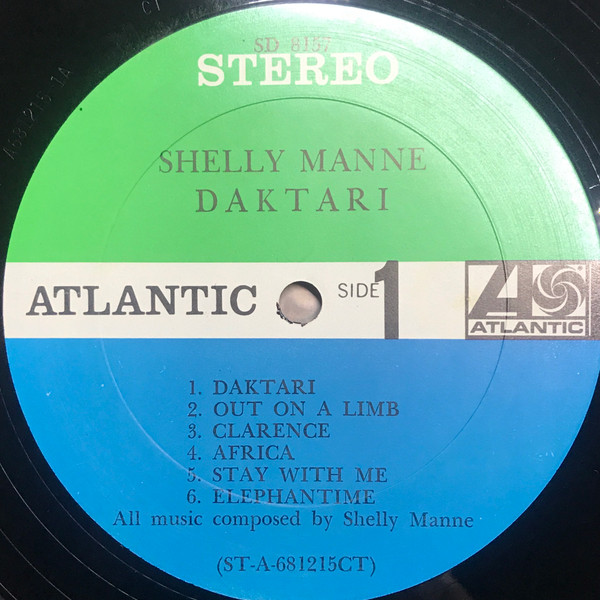 SD 8157
STEREO
SHELLY MANNE
DAKTARI
ATLANTIC
SIDE 1
ATLANTIC
1. DAKTARI
2. OUT ON A LIMB
3. CLARENCE
4. AFRICA
5. STAY WITH ME
6. ELEPHANTIME
All music composed by Shelly Manne
(ST-A-681215CT)
CT